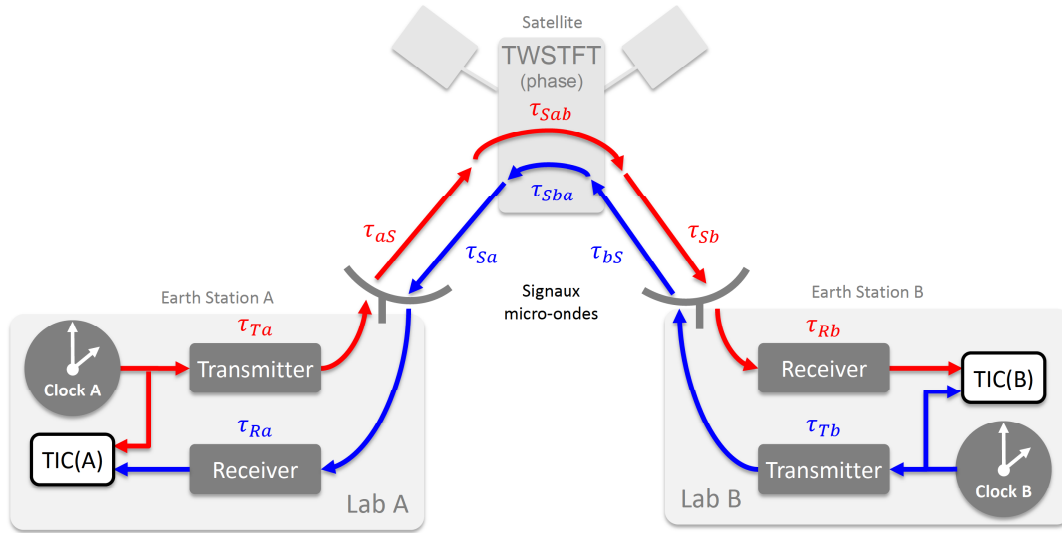 Satellite
TWSTFT
(phase)
τSab
τSba
τaS
τSa
τbS
τSb
Signaux
micro-ondes
Earth Station A
Earth Station B
τTa
Transmitter
Clock A
τRa
TIC(A)
Receiver
Lab A
τRb
Receiver
TIC(B)
τTb
Transmitter
Clock B
Lab B